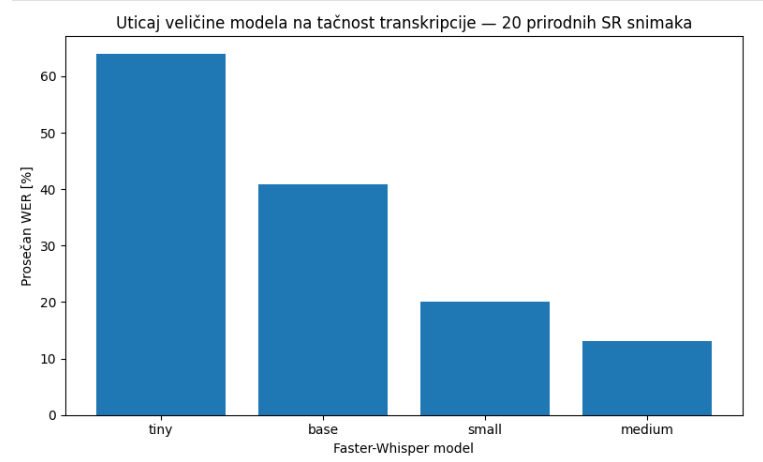 Uticaj veličine modela na tačnost transkripcije — 20 prirodnih SR snimaka
Prosečan WER [%]
60
50
40
30
20
10
0
tiny base small medium
Faster-Whisper model